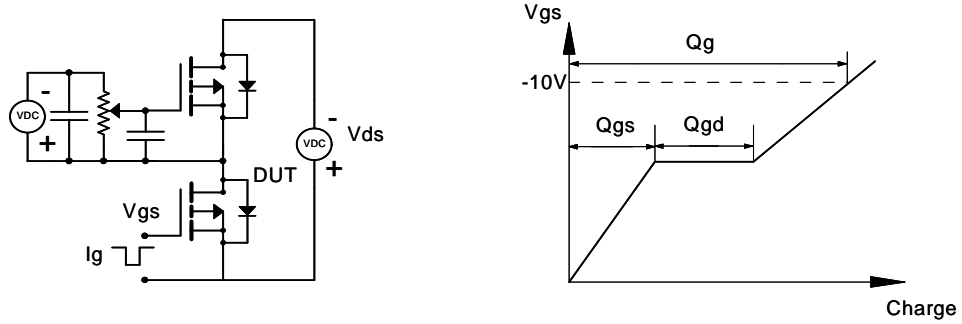 -
VDC
+
-
VDC
+
Vds
DUT
Vgs
Ig
Vgs
Qg
-10V
Qgs
Qgd
Charge